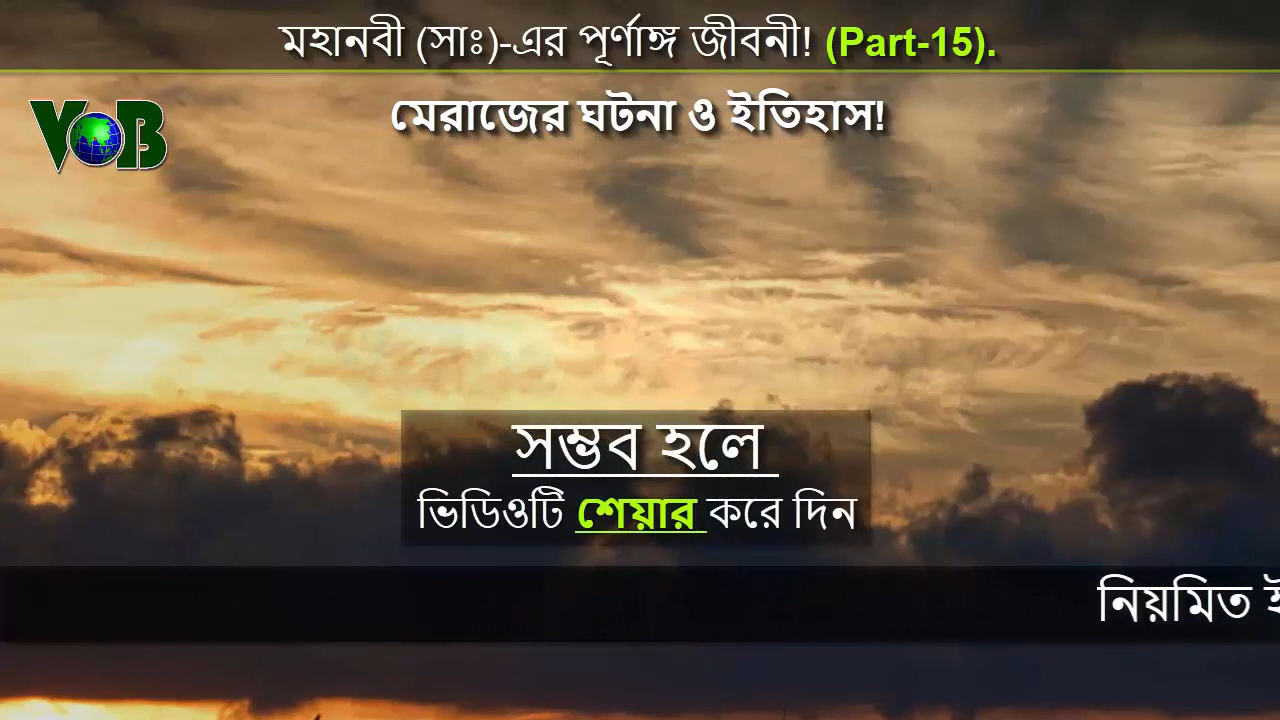 মহানবী (সাঃ)-এর পূর্ণাঙ্গ জীবনী! (Part-15).
মেরাজের ঘটনা ও ইতিহাস!
VOB
সম্ভব হলে
ভিডিওটি শেয়ার করে দিন
নিয়মিত